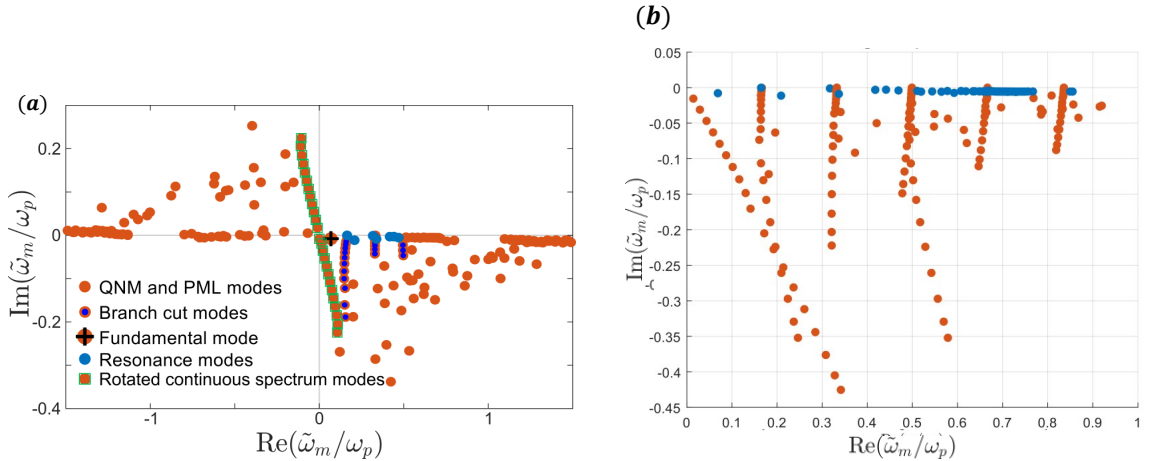 (a)
0.2
0
-0.2
-0.4
Im(ω̃ₘ/ωₚ)
QNM and PML modes
Branch cut modes
Fundamental mode
Resonance modes
Rotated continuous spectrum modes
-1
0
1
Re(ω̃ₘ/ωₚ)
(b)
0.05
0
-0.05
-0.1
-0.15
-0.2
-0.25
-0.3
-0.35
-0.4
-0.45
Im(ω̃ₘ/ωₚ)
0 0.1 0.2 0.3 0.4 0.5 0.6 0.7 0.8 0.9 1
Re(ω̃ₘ/ωₚ)